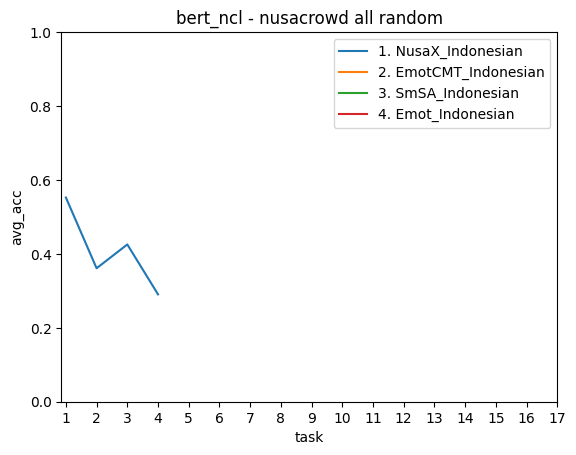 bert_ncl - nusacrowd all random
1. NusaX_Indonesian
2. EmotCMT_Indonesian
3. SmSA_Indonesian
4. Emot_Indonesian
avg_acc
1.0
0.8
0.6
0.4
0.2
0.0
1 2 3 4 5 6 7 8 9 10 11 12 13 14 15 16 17
task